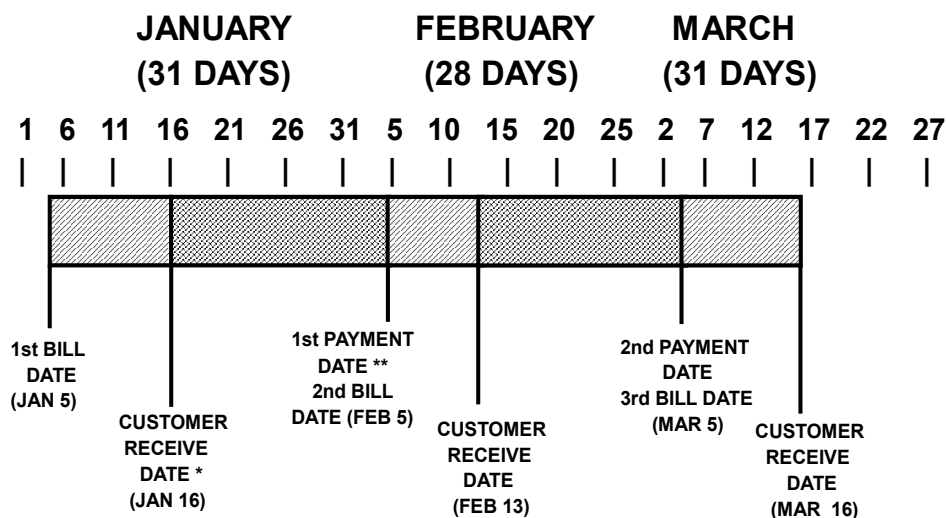 JANUARY FEBRUARY MARCH
(31 DAYS) (28 DAYS) (31 DAYS)
1 6 11 16 21 26 31 5 10 15 20 25 2 7 12 17 22 27
1st BILL
DATE
(JAN 5)
CUSTOMER
RECEIVE
DATE *
(JAN 16)
1st PAYMENT
DATE **
2nd BILL
DATE (FEB 5)
CUSTOMER
RECEIVE
DATE
(FEB 13)
2nd PAYMENT
DATE
3rd BILL DATE
(MAR 5)
CUSTOMER
RECEIVE
DATE
(MAR 16)